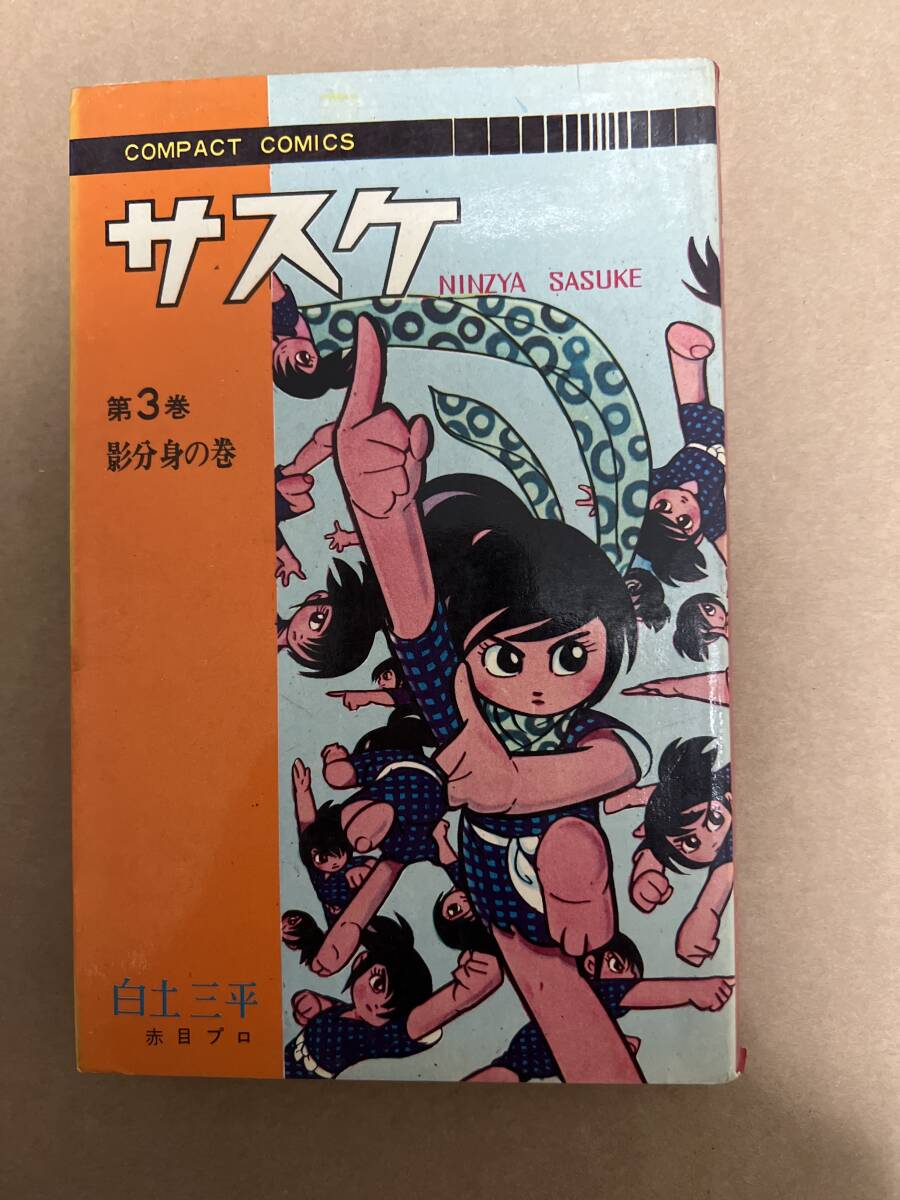 COMPACT COMICS
サスケ
NINZYA SASUKE
第3巻
影分身の巻
白土三平
赤目プロ